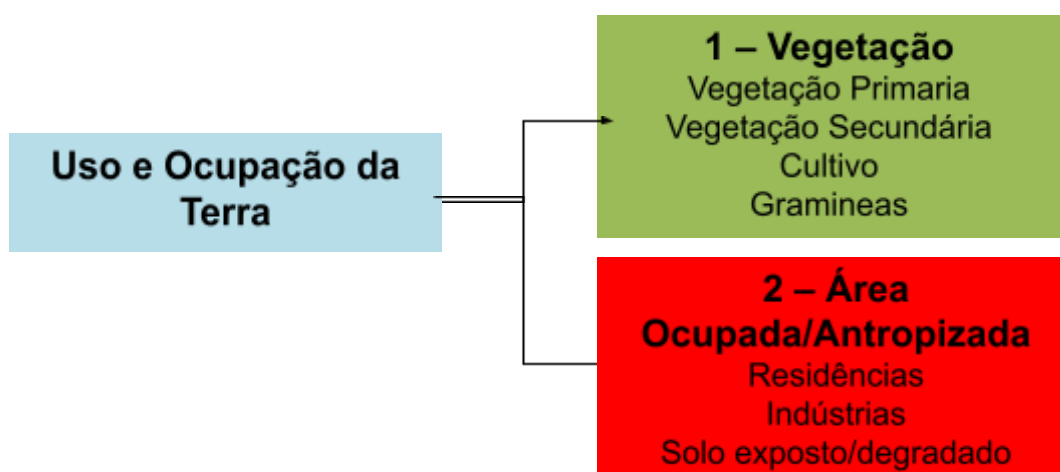 Uso e Ocupação da
Terra
1 – Vegetação
Vegetação Primaria
Vegetação Secundária
Cultivo
Gramineas
2 – Área
Ocupada/Antropizada
Residências
Indústrias
Solo exposto/degradado